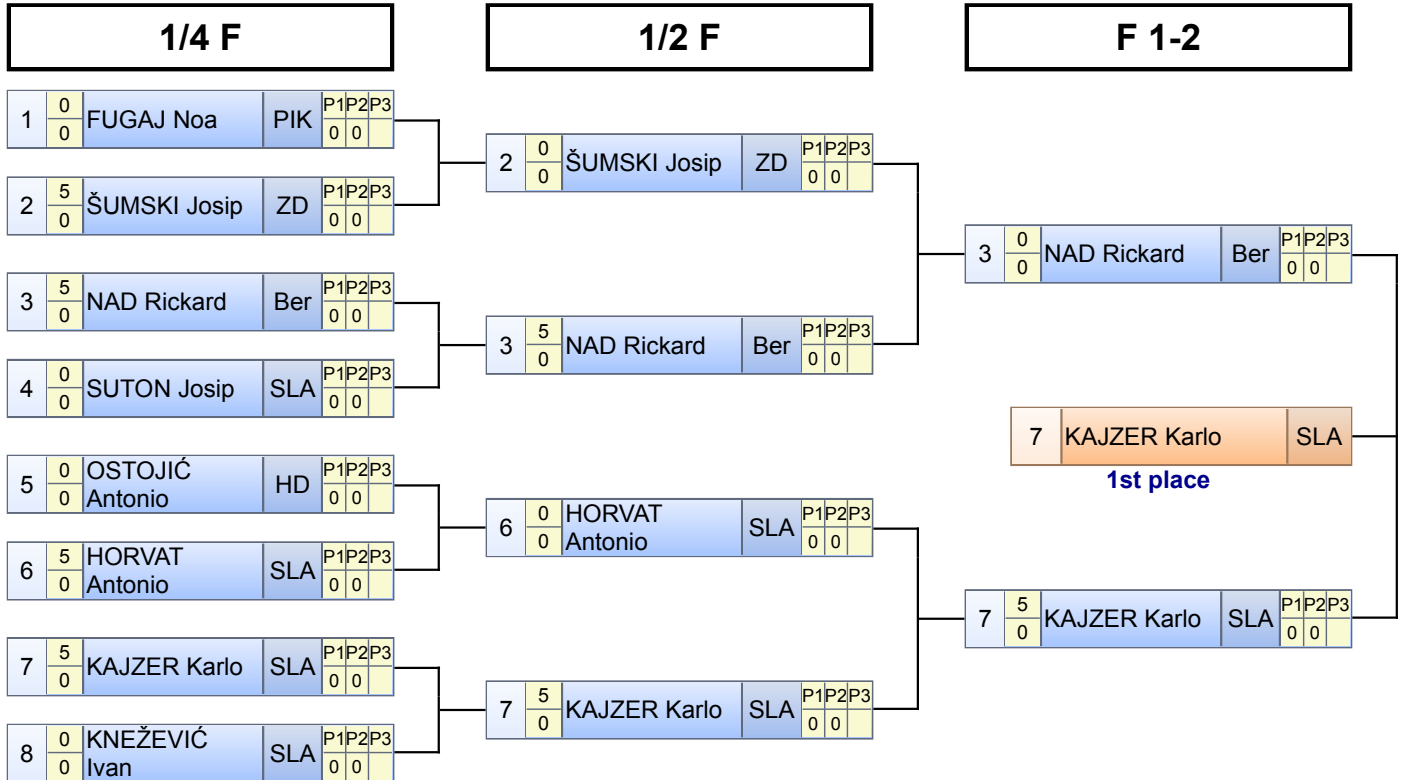 1/4 F
1/2 F
F 1-2
1 0 FUGAJ Noa PIK P1 P2 P3
0 0 0
2 5 ŠUMSKI Josip ZD P1 P2 P3
0 0 0
3 5 NAD Rickard Ber P1 P2 P3
0 0 0
4 0 SUTON Josip SLA P1 P2 P3
0 0 0
5 0 OSTOJIĆ HD P1 P2 P3
0 Antonio 0 0
6 5 HORVAT SLA P1 P2 P3
0 Antonio 0 0
7 5 KAJZER Karlo SLA P1 P2 P3
0 0 0
8 0 KNEŽEVIĆ SLA P1 P2 P3
0 Ivan 0 0
2 0 ŠUMSKI Josip ZD P1 P2 P3
0 0 0
3 5 NAD Rickard Ber P1 P2 P3
0 0 0
6 0 HORVAT SLA P1 P2 P3
0 Antonio 0 0
7 5 KAJZER Karlo SLA P1 P2 P3
0 0 0
3 0 NAD Rickard Ber P1 P2 P3
0 0 0
7 KAJZER Karlo SLA
1st place
7 5 KAJZER Karlo SLA P1 P2 P3
0 0 0